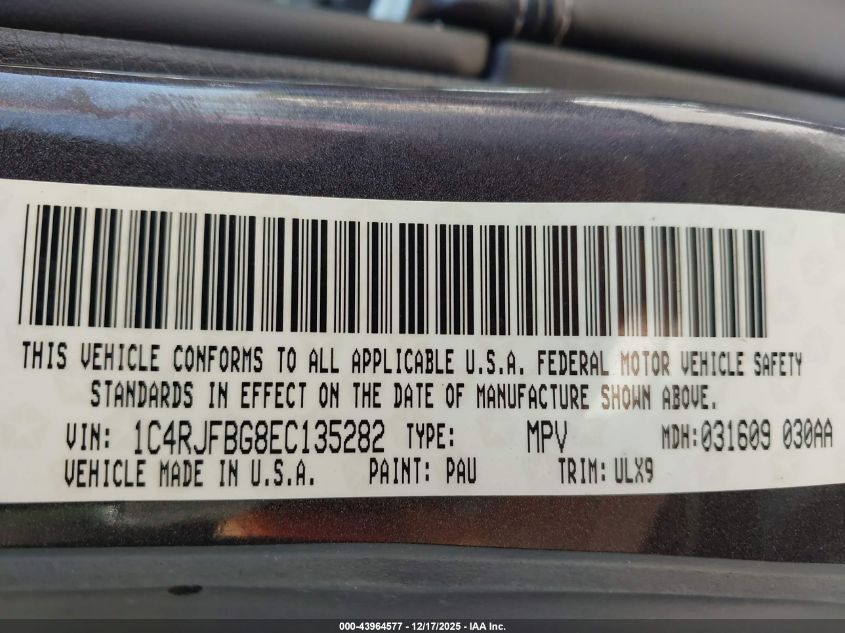 THIS VEHICLE CONFORMS TO ALL APPLICABLE U.S.A. FEDERAL MOTOR VEHICLE SAFETY
STANDARDS IN EFFECT ON THE DATE OF MANUFACTURE SHOWN ABOVE.
VIN: 1C4RJFBG8EC135282 TYPE: MPV MDH:031609 030AA
VEHICLE MADE IN U.S.A. PAINT: PAU TRIM: ULX9
000-43964577 - 12/17/2025 - IAA Inc.